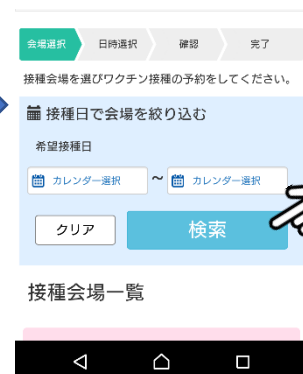 会場選択 日時選択 確認 完了
接種会場を選びワクチン接種の予約をしてください。
接種日で会場を絞り込む
希望接種日
カレンダー選択 ～ カレンダー選択
クリア 検索
接種会場一覧